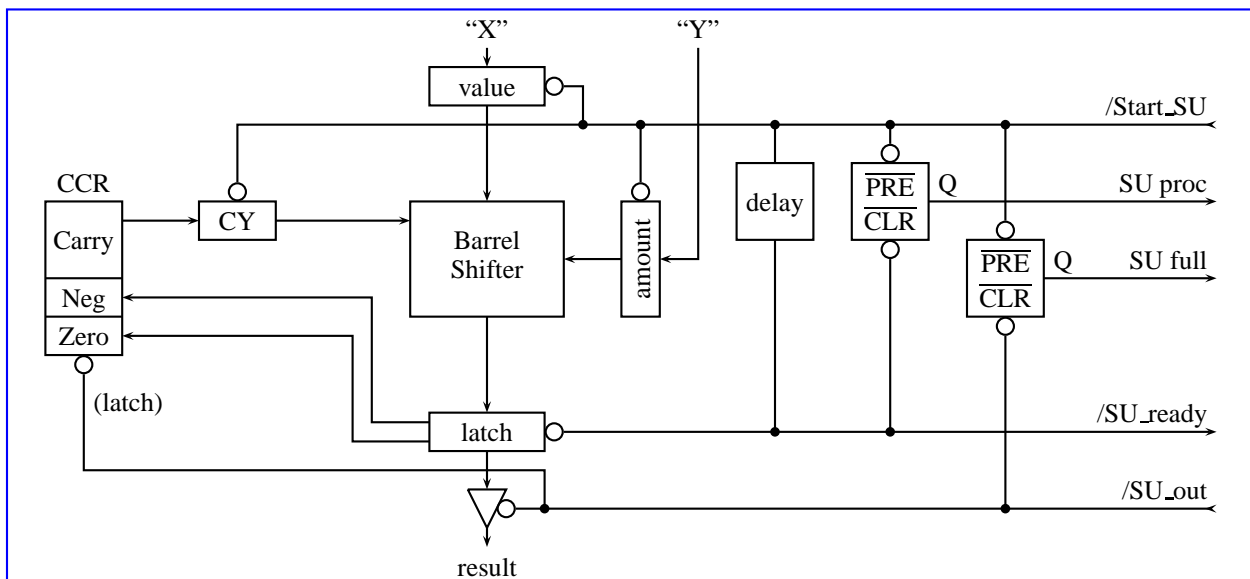 “X”
“Y”
value
/Start_SU
CCR
PRE
Q
SU proc
CLR
delay
Carry
CY
Barrel
Shifter
amount
PRE
Q
SU full
CLR
Neg
Zero
(latch)
latch
/SU_ready
/SU_out
result